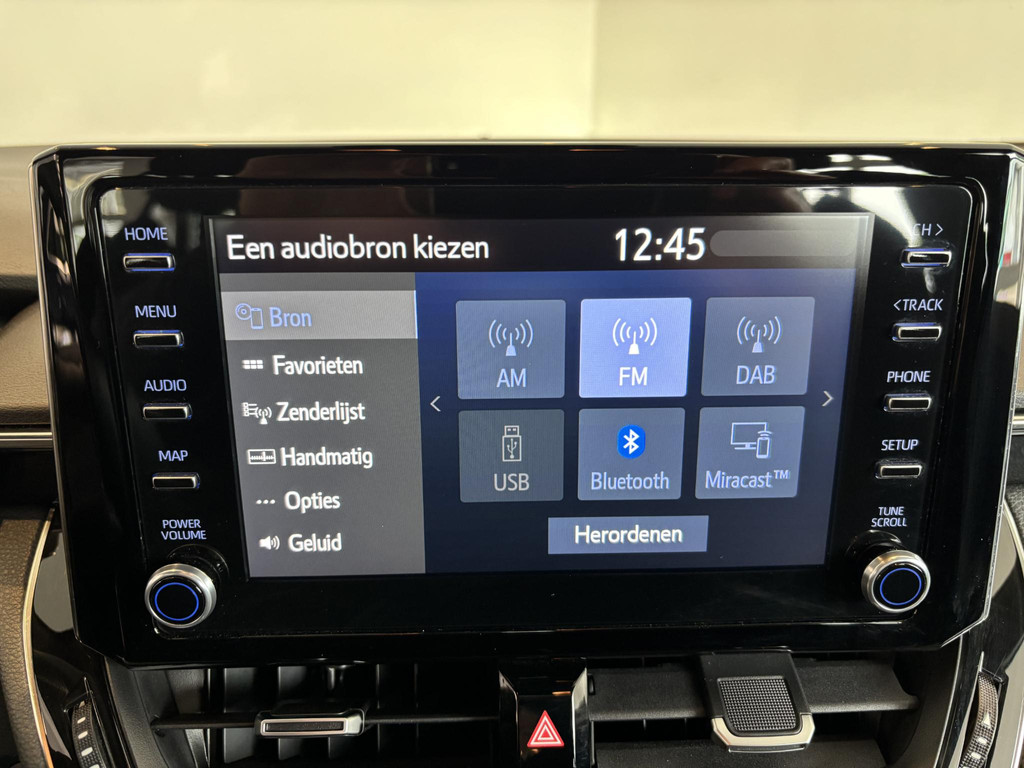 HOME
MENU
AUDIO
MAP
POWER
VOLUME
Een audiobron kiezen
12:45
Bron
Favorieten
Zenderlijst
Handmatig
Opties
Geluid
<
AM
FM
DAB
USB
Bluetooth
Miracast™
>
Herordenen
CH >
< TRACK
PHONE
SETUP
TUNE
SCROLL